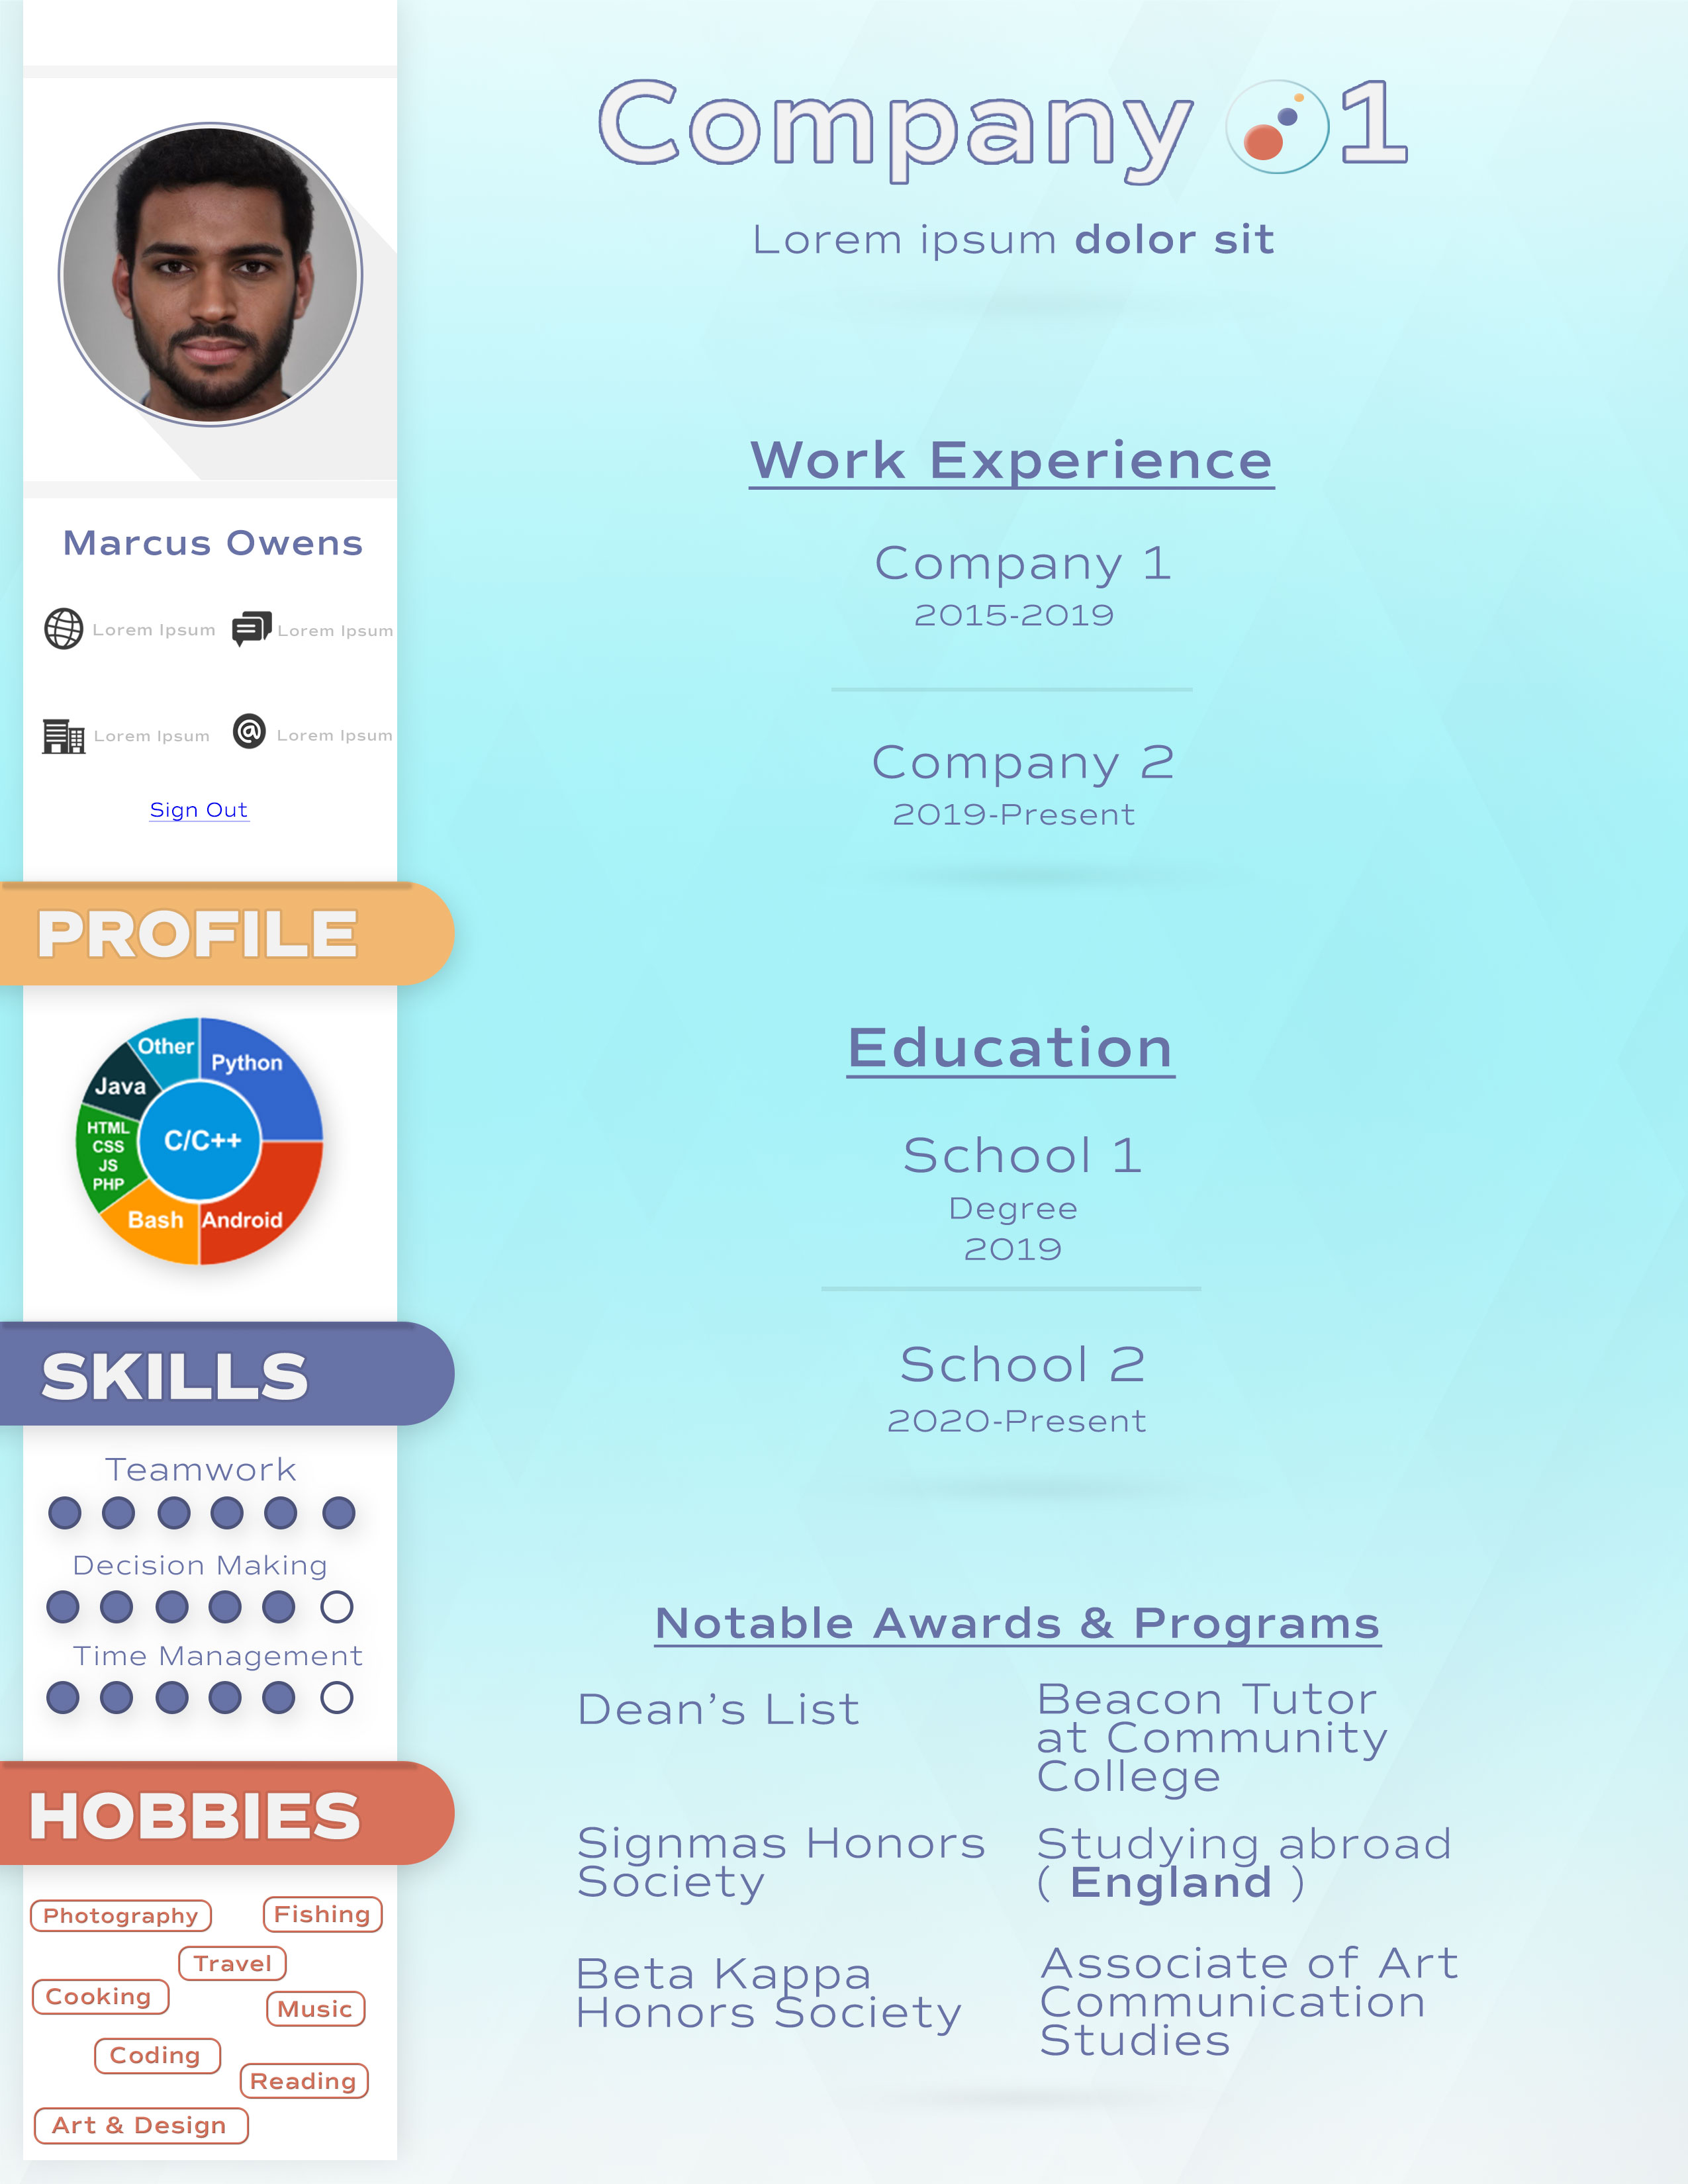 Company 1
Lorem ipsum dolor sit
Marcus Owens
Lorem Ipsum
Lorem Ipsum
Lorem Ipsum
Lorem Ipsum
Sign Out
PROFILE
Other
Python
Java
HTML
CSS
JS
PHP
C/C++
Bash
Android
SKILLS
Teamwork
Decision Making
Time Management
HOBBIES
Photography
Fishing
Travel
Cooking
Music
Coding
Reading
Art & Design
Work Experience
Company 1
2015-2019
Company 2
2019-Present
Education
School 1
Degree
2019
School 2
2020-Present
Notable Awards & Programs
Dean’s List
Beacon Tutor
at Community
College
Signmas Honors
Society
Studying abroad
( England )
Beta Kappa
Honors Society
Associate of Art
Communication
Studies